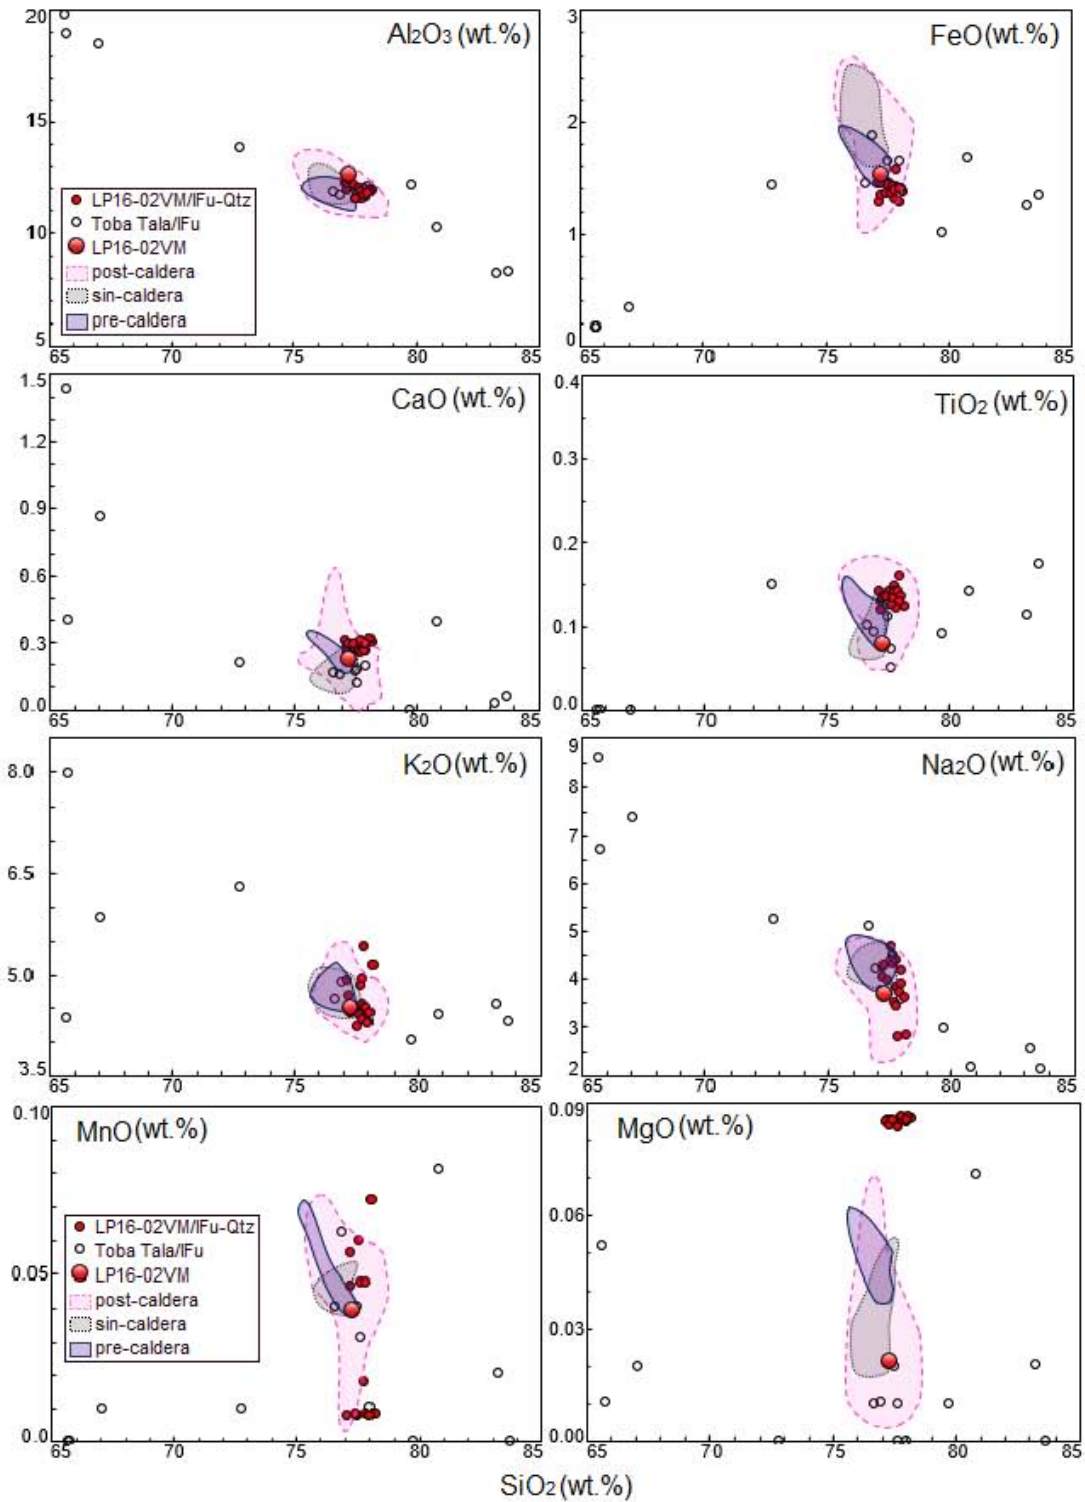 Al2O3 (wt.%)
20
15
10
5
LP16-02VM/IFu-Qtz
Toba Tala/IFu
LP16-02VM
post-caldera
sin-caldera
pre-caldera
65 70 75 80 85
FeO(wt.%)
3
2
1
0
65 70 75 80 85
CaO (wt.%)
1.5
1.2
0.9
0.6
0.3
0.0
65 70 75 80 85
TiO2 (wt.%)
0.4
0.3
0.2
0.1
0.0
65 70 75 80 85
K2O(wt.%)
8.0
6.5
5.0
3.5
65 70 75 80 85
Na2O (wt.%)
9
8
7
6
5
4
3
2
65 70 75 80 85
MnO(wt.%)
0.10
0.05
0.0
LP16-02VM/IFu-Qtz
Toba Tala/IFu
LP16-02VM
post-caldera
sin-caldera
pre-caldera
65 70 75 80 85
MgO(wt.%)
0.09
0.06
0.03
0.00
65 70 75 80 85
SiO2(wt.%)